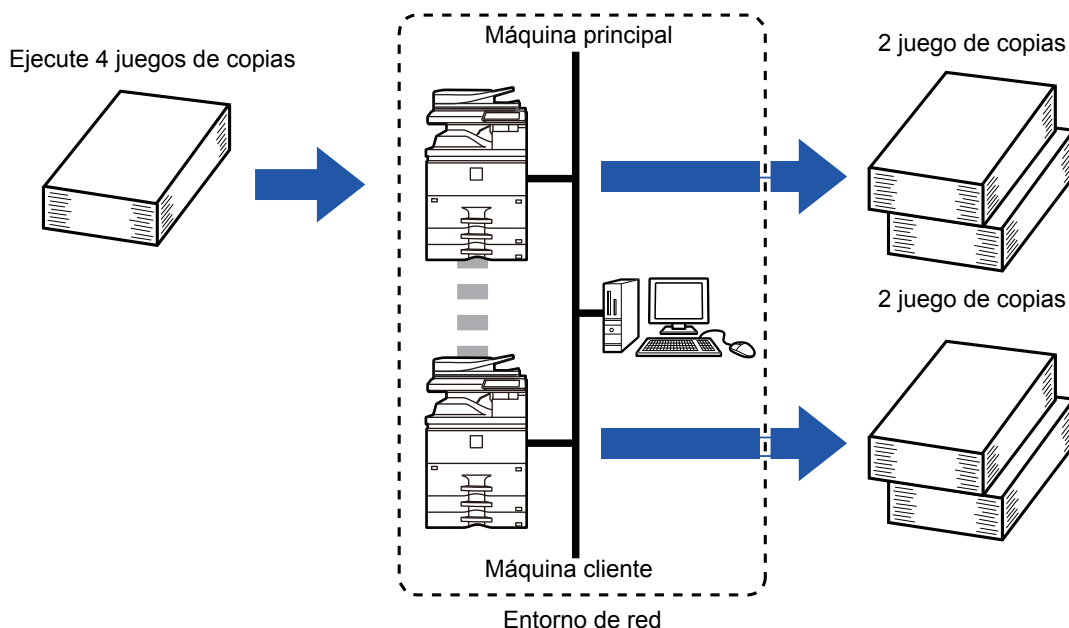 Ejecute 4 juegos de copias
Máquina principal
2 juego de copias
2 juego de copias
Máquina cliente
Entorno de red